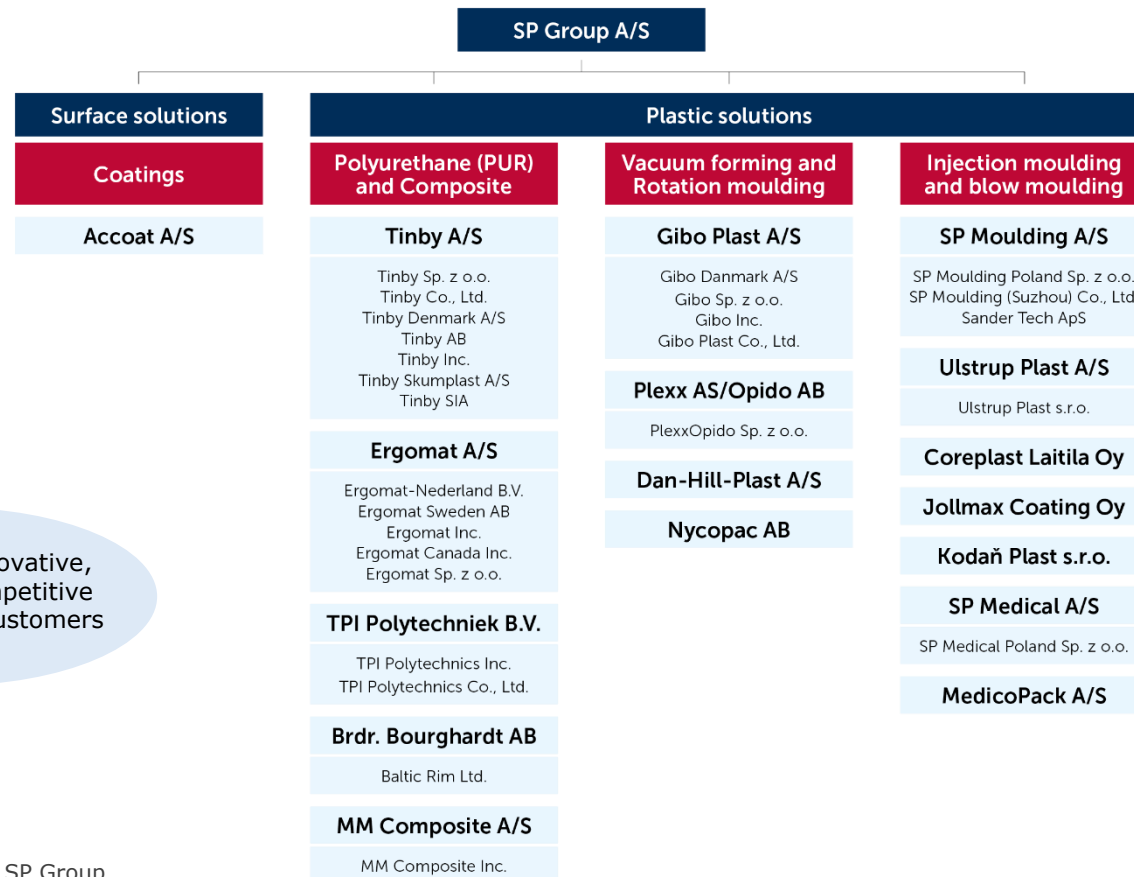 SP Group A/S
Surface solutions
Plastic solutions
Coatings
Polyurethane (PUR)
and Composite
Vacuum forming and
Rotation moulding
Injection moulding
and blow moulding
Accoat A/S
Tinby A/S
Tinby Sp. z o.o.
Tinby Co., Ltd.
Tinby Denmark A/S
Tinby AB
Tinby Inc.
Tinby Skumplast A/S
Tinby SIA
Ergomat A/S
Ergomat-Nederland B.V.
Ergomat Sweden AB
Ergomat Inc.
Ergomat Canada Inc.
Ergomat Sp. z o.o.
TPI Polytechniek B.V.
TPI Polytechnics Inc.
TPI Polytechnics Co., Ltd.
Brdr. Bourghardt AB
Baltic Rim Ltd.
MM Composite A/S
MM Composite Inc.
Gibo Plast A/S
Gibo Danmark A/S
Gibo Sp. z o.o.
Gibo Inc.
Gibo Plast Co., Ltd.
Plexx AS/Opido AB
PlexxOpido Sp. z o.o.
Dan-Hill-Plast A/S
Nycopac AB
SP Moulding A/S
SP Moulding Poland Sp. z o.o.
SP Moulding (Suzhou) Co., Ltd
Sander Tech ApS
Ulstrup Plast A/S
Ulstrup Plast s.r.o.
Coreplast Laitila Oy
Jollmax Coating Oy
Kodaň Plast s.r.o.
SP Medical A/S
SP Medical Poland Sp. z o.o.
MedicoPack A/S
ovative,
petitive
ustomers
SP Group